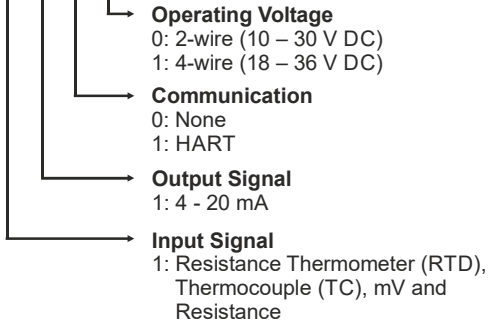 Operating Voltage
0: 2-wire (10 – 30 V DC)
1: 4-wire (18 – 36 V DC)
Communication
0: None
1: HART
Output Signal
1: 4 - 20 mA
Input Signal
1: Resistance Thermometer (RTD),
Thermocouple (TC), mV and
Resistance